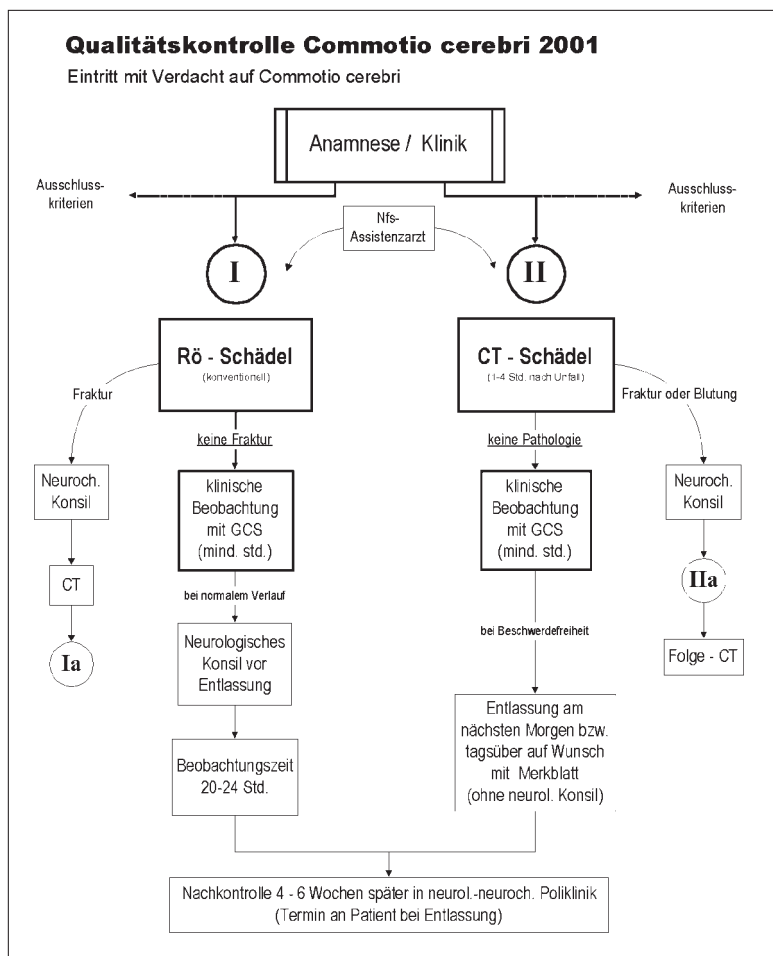 Qualitätskontrolle Commotio cerebri 2001
Eintritt mit Verdacht auf Commotio cerebri
Anamnese / Klinik
Ausschluss-
kriterien
Ausschluss-
kriterien
Nfs-
Assistenzarzt
I
II
Rö - Schädel
(konventionell)
CT - Schädel
(1-4 Std. nach Unfall)
Fraktur
Fraktur oder Blutung
keine Fraktur
keine Pathologie
Neuroch.
Konsil
klinische
Beobachtung
mit GCS
(mind. std.)
klinische
Beobachtung
mit GCS
(mind. std.)
Neuroch.
Konsil
CT
IIa
bei normalem Verlauf
bei Beschwerdefreiheit
Ia
Neurologisches
Konsil vor
Entlassung
Folge - CT
Entlassung am
nächsten Morgen bzw.
tagsüber auf Wunsch
mit Merkblatt
(ohne neurol. Konsil)
Beobachtungszeit
20-24 Std.
Nachkontrolle 4 - 6 Wochen später in neurol.-neuroch. Poliklinik
(Termin an Patient bei Entlassung)